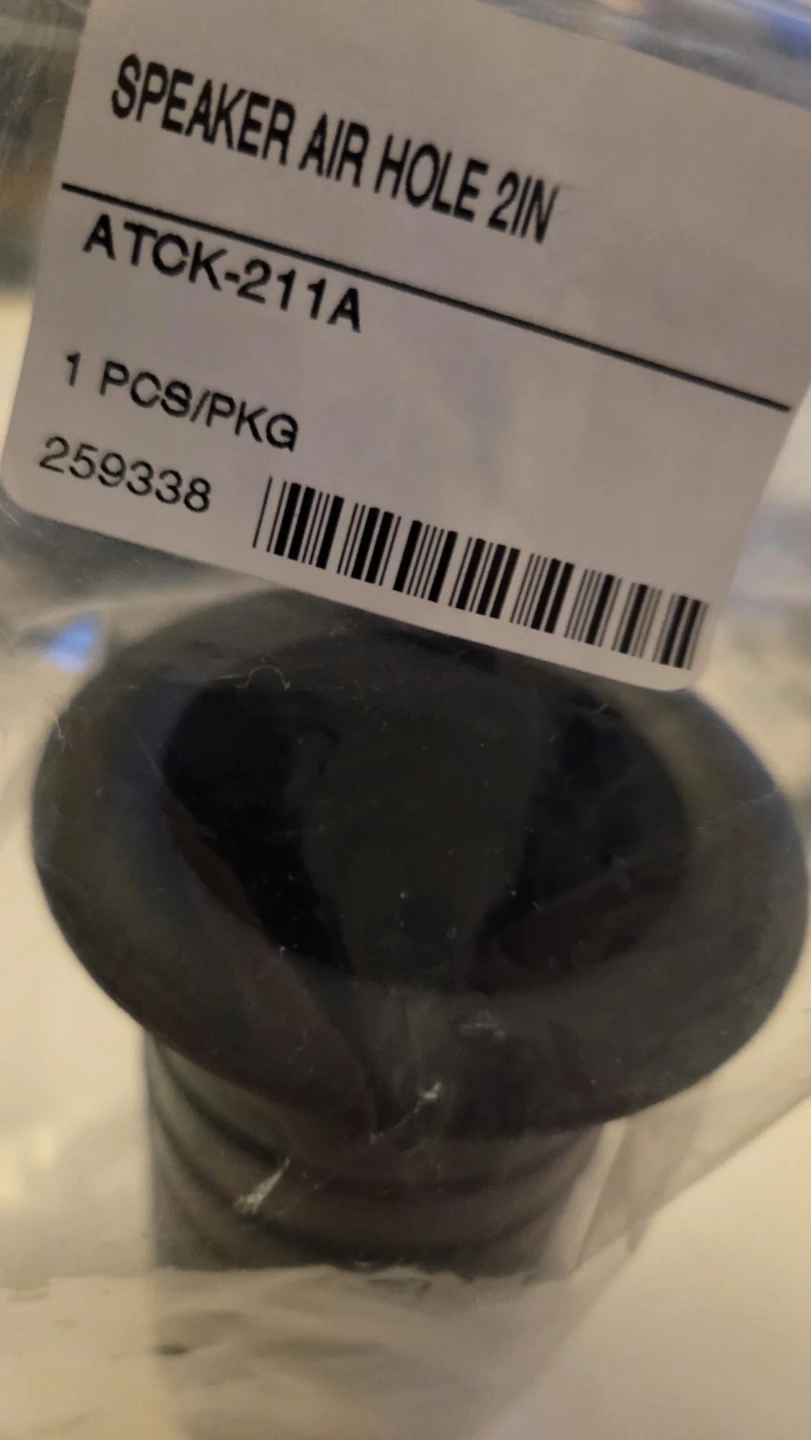 SPEAKER AIR HOLE 2IN
ATCK-211A
1 PCS/PKG
259338